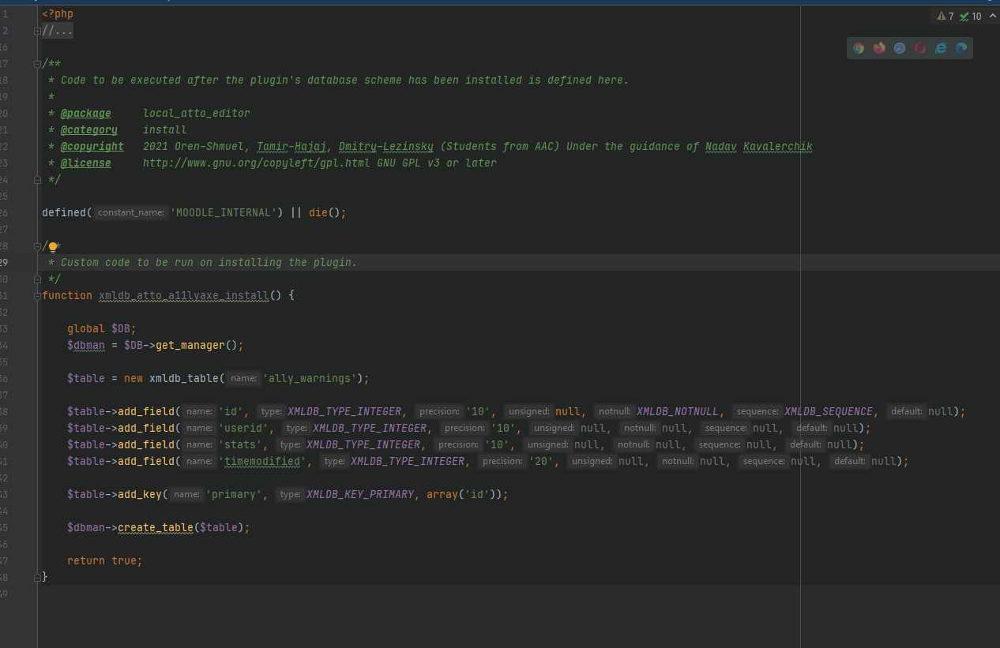 1 <?php
2 //...
16
17 /**
18 * Code to be executed after the plugin's database scheme has been installed is defined here.
19 *
20 * @package local_atto_editor
21 * @category install
22 * @copyright 2021 Oren-Shmuel, Tamir-Hajaj, Dmitry-Lezinsky (Students from AAC) Under the guidance of Nadav Kavalerchik
23 * @license http://www.gnu.org/copyleft/gpl.html GNU GPL v3 or later
24 */
25
26 defined( constant_name: 'MOODLE_INTERNAL') || die();
27
28 /**
29 * Custom code to be run on installing the plugin.
30 */
31 function xmldb_atto_a11lyaxe_install() {
32
33 global $DB;
34 $dbman = $DB->get_manager();
35
36 $table = new xmldb_table( name: 'ally_warnings');
37
38 $table->add_field( name: 'id', type: XMLDB_TYPE_INTEGER, precision: '10', unsigned: null, notnull: XMLDB_NOTNULL, sequence: XMLDB_SEQUENCE, default: null);
39 $table->add_field( name: 'userid', type: XMLDB_TYPE_INTEGER, precision: '10', unsigned: null, notnull: null, sequence: null, default: null);
40 $table->add_field( name: 'stats', type: XMLDB_TYPE_INTEGER, precision: '10', unsigned: null, notnull: null, sequence: null, default: null);
41 $table->add_field( name: 'timemodified', type: XMLDB_TYPE_INTEGER, precision: '20', unsigned: null, notnull: null, sequence: null, default: null);
42
43 $table->add_key( name: 'primary', type: XMLDB_KEY_PRIMARY, array('id'));
44
45 $dbman->create_table($table);
46
47 return true;
48 }
49
7 10